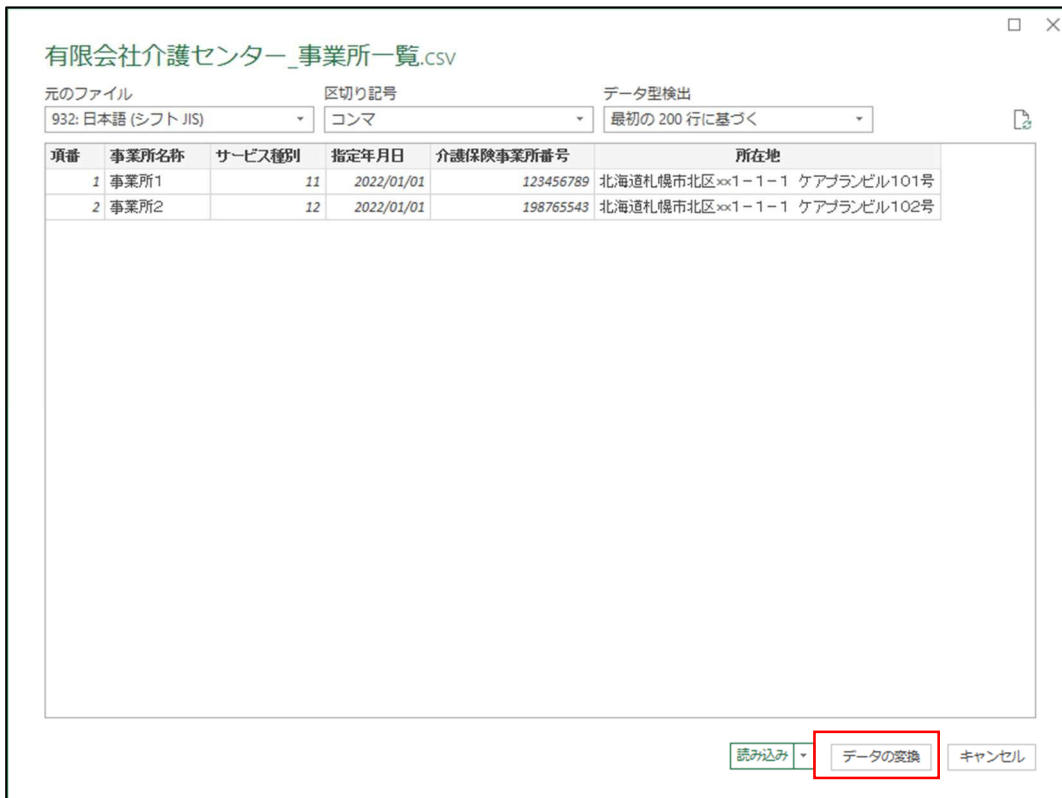 有限会社介護センター_事業所一覧.csv
元のファイル 区切り記号 データ型検出
932: 日本語 (シフト JIS) コンマ 最初の 200 行に基づく
項番 事業所名称 サービス種別 指定年月日 介護保険事業所番号 所在地
1 事業所1 11 2022/01/01 123456789 北海道札幌市北区××1-1-1 ケアプランビル101号
2 事業所2 12 2022/01/01 198765543 北海道札幌市北区××1-1-1 ケアプランビル102号
読み込み データの変換 キャンセル